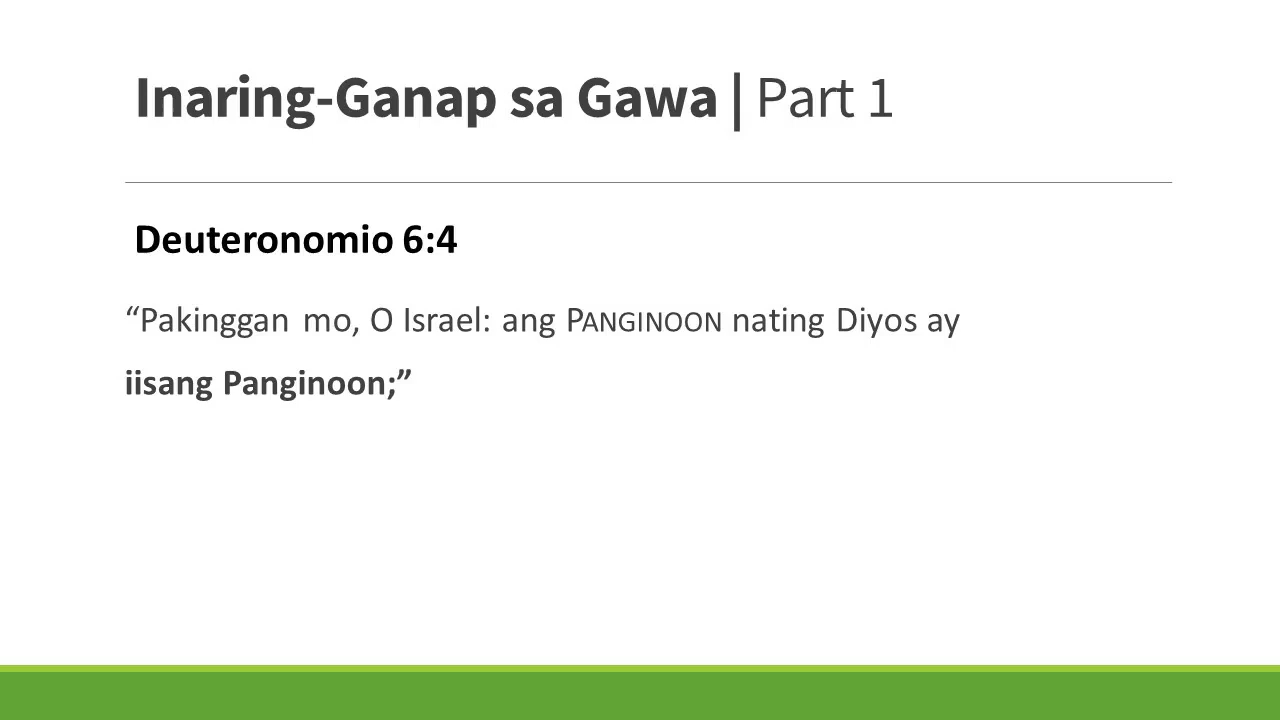 Inaring-Ganap sa Gawa | Part 1
Deuteronomio 6:4
“Pakinggan mo, O Israel: ang PANGINOON nating Diyos ay
iisang Panginoon;”